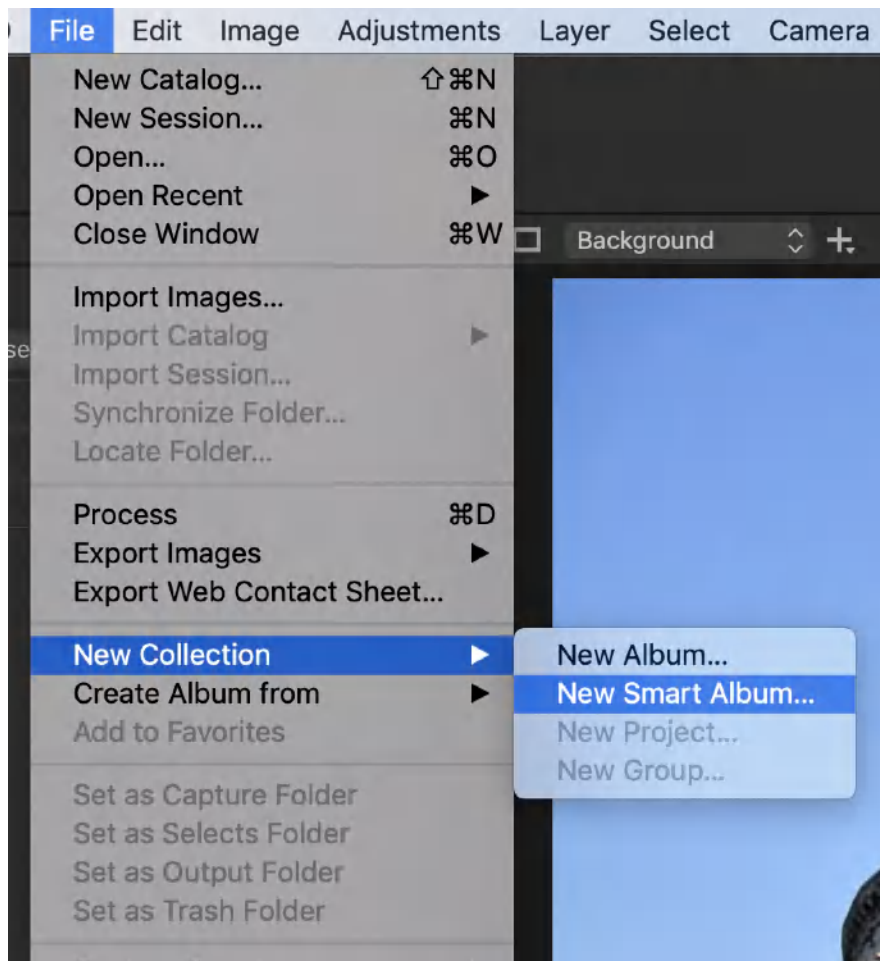 File Edit Image Adjustments Layer Select Camera
New Catalog... ⇧⌘N
New Session... ⌘N
Open... ⌘O
Open Recent ▶
Close Window ⌘W
Background
Import Images...
Import Catalog ▶
se
Import Session...
Synchronize Folder...
Locate Folder...
Process ⌘D
Export Images ▶
Export Web Contact Sheet...
New Collection ▶ New Album...
Create Album from ▶ New Smart Album...
Add to Favorites New Project...
New Group...
Set as Capture Folder
Set as Selects Folder
Set as Output Folder
Set as Trash Folder